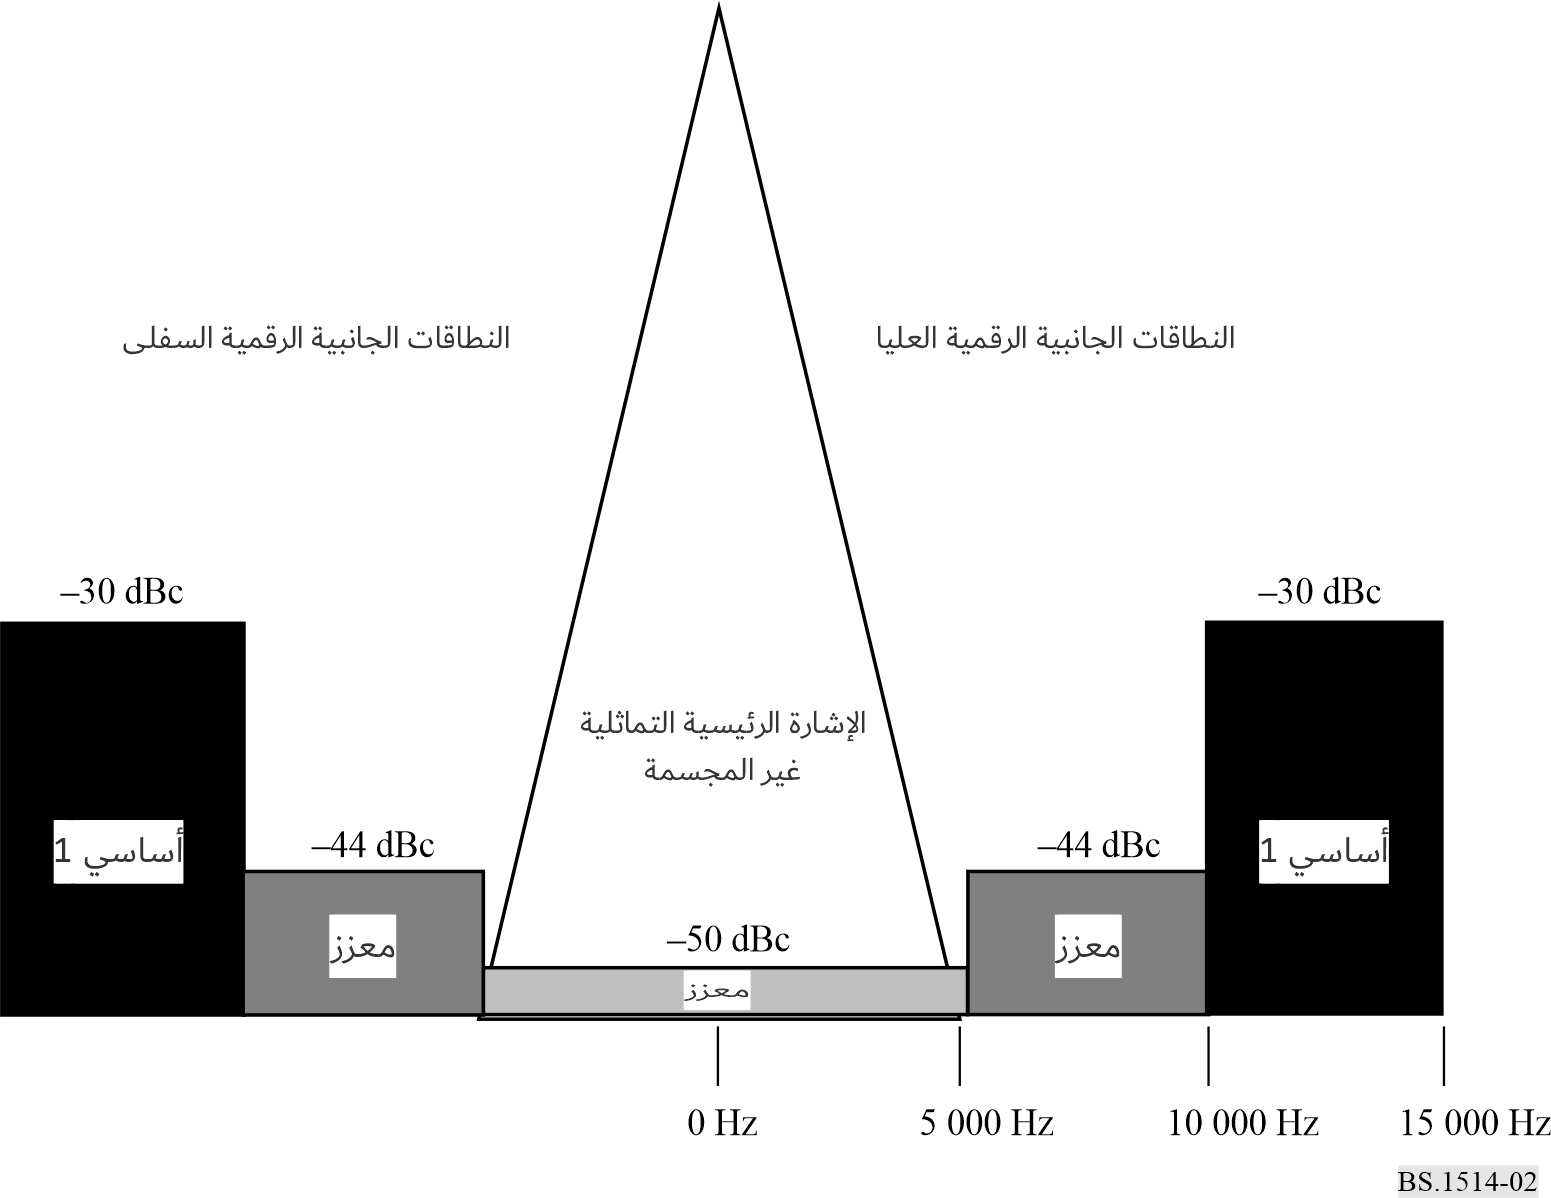 النطاقات الجانبية الرقمية السفلى
النطاقات الجانبية الرقمية العليا
–30 dBc
–30 dBc
الإشارة الرئيسية التماثلية
غير المجسمة
–44 dBc
–44 dBc
أساسي 1
أساسي 1
–50 dBc
معزز
معزز
معزز
0 Hz
5 000 Hz
10 000 Hz
15 000 Hz
BS.1514-02